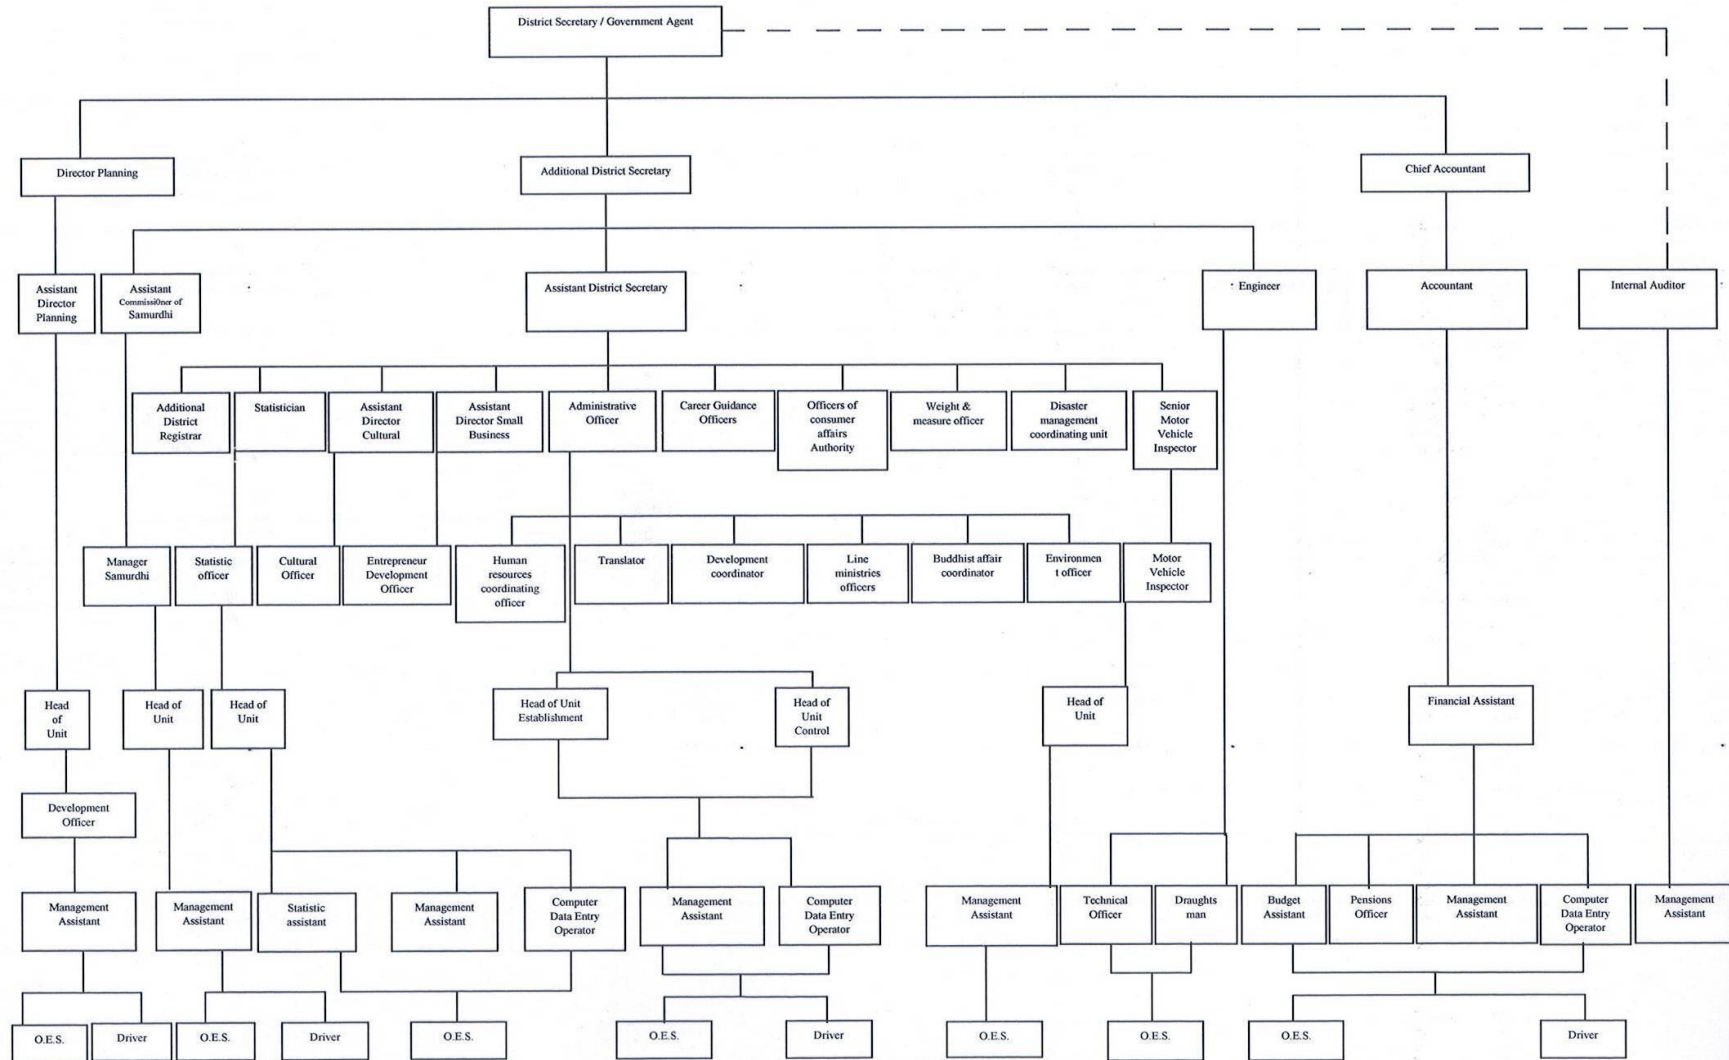 District Secretary / Government Agent
Director Planning
Additional District Secretary
Chief Accountant
Assistant
Director
Planning
Assistant
Commissi0ner of
Samurdhi
Assistant District Secretary
Engineer
Accountant
Internal Auditor
Additional
District
Registrar
Statistician
Assistant
Director
Cultural
Assistant
Director Small
Business
Administrative
Officer
Career Guidance
Officers
Officers of
consumer
affairs
Authority
Weight &
measure officer
Disaster
management
coordinating unit
Senior
Motor
Vehicle
Inspector
Manager
Samurdhi
Statistic
officer
Cultural
Officer
Entrepreneur
Development
Officer
Human
resources
coordinating
officer
Translator
Development
coordinator
Line
ministries
officers
Buddhist affair
coordinator
Environmen
t officer
Motor
Vehicle
Inspector
Head
of
Unit
Head of
Unit
Head of
Unit
Head of Unit
Establishment
Head of
Unit
Control
Head of
Unit
Financial Assistant
Development
Officer
Management
Assistant
Management
Assistant
Statistic
assistant
Management
Assistant
Computer
Data Entry
Operator
Management
Assistant
Computer
Data Entry
Operator
Management
Assistant
Technical
Officer
Draughts
man
Budget
Assistant
Pensions
Officer
Management
Assistant
Computer
Data Entry
Operator
Management
Assistant
O.E.S.
Driver
O.E.S.
Driver
O.E.S.
O.E.S.
Driver
O.E.S.
O.E.S.
O.E.S.
Driver